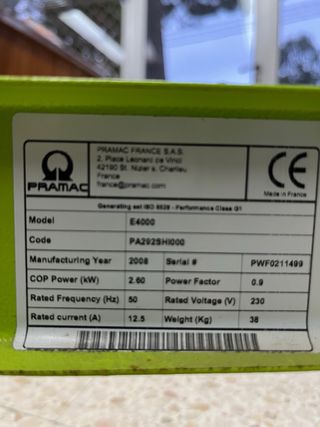 PRAMAC
PRAMAC FRANCE S.A.S.
2, Place Léonard de Vinci
42190 St. Nizier s. Charlieu
France
france@pramac.com
CE
Made in France
Generating set ISO 8528 - Performance Class G1
Model E4000
Code PA292SHI000
Manufacturing Year 2008 Serial # PWF0211499
COP Power (kW) 2.60 Power Factor 0.9
Rated Frequency (Hz) 50 Rated Voltage (V) 230
Rated current (A) 12.5 Weight (Kg) 38